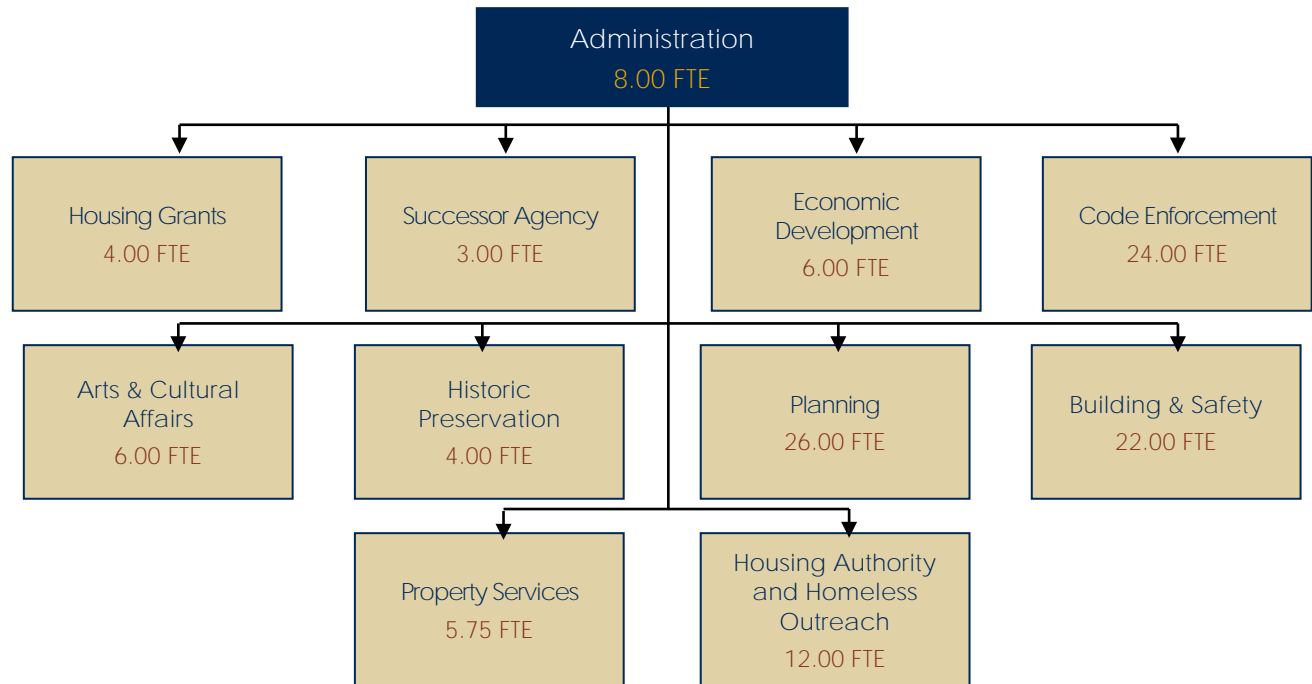 Administration
8.00 FTE
Housing Grants
4.00 FTE
Successor Agency
3.00 FTE
Economic
Development
6.00 FTE
Code Enforcement
24.00 FTE
Arts & Cultural
Affairs
6.00 FTE
Historic
Preservation
4.00 FTE
Planning
26.00 FTE
Building & Safety
22.00 FTE
Property Services
5.75 FTE
Housing Authority
and Homeless
Outreach
12.00 FTE